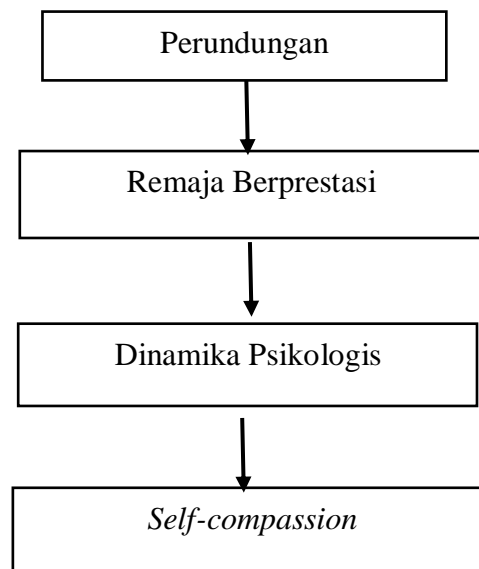 Perundungan
Remaja Berprestasi
Dinamika Psikologis
Self-compassion